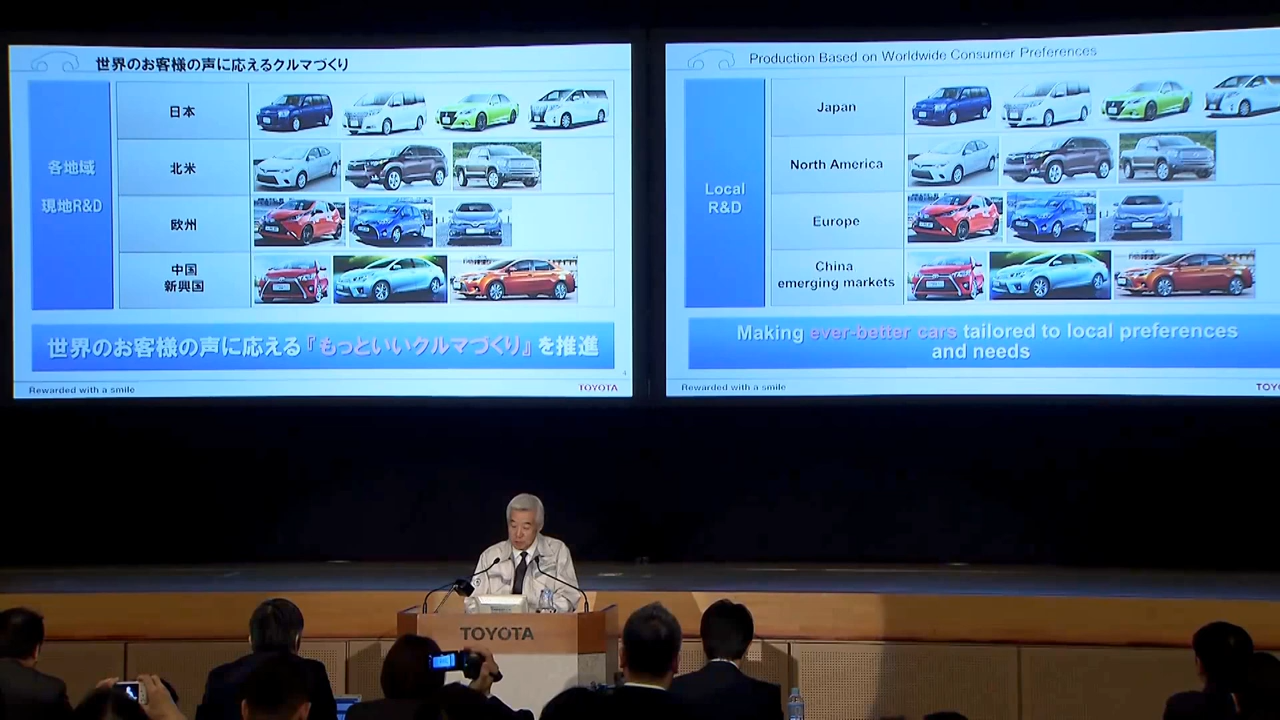 世界のお客様の声に応えるクルマづくり
各地域
現地R&D
日本
北米
欧州
中国
新興国
世界のお客様の声に応える『もっといいクルマづくり』を推進
4
Rewarded with a smile
TOYOTA
Production Based on Worldwide Consumer Preferences
Local
R&D
Japan
North America
Europe
China
emerging markets
Making ever-better cars tailored to local preferences
and needs
Rewarded with a smile
TOYO
TOYOTA